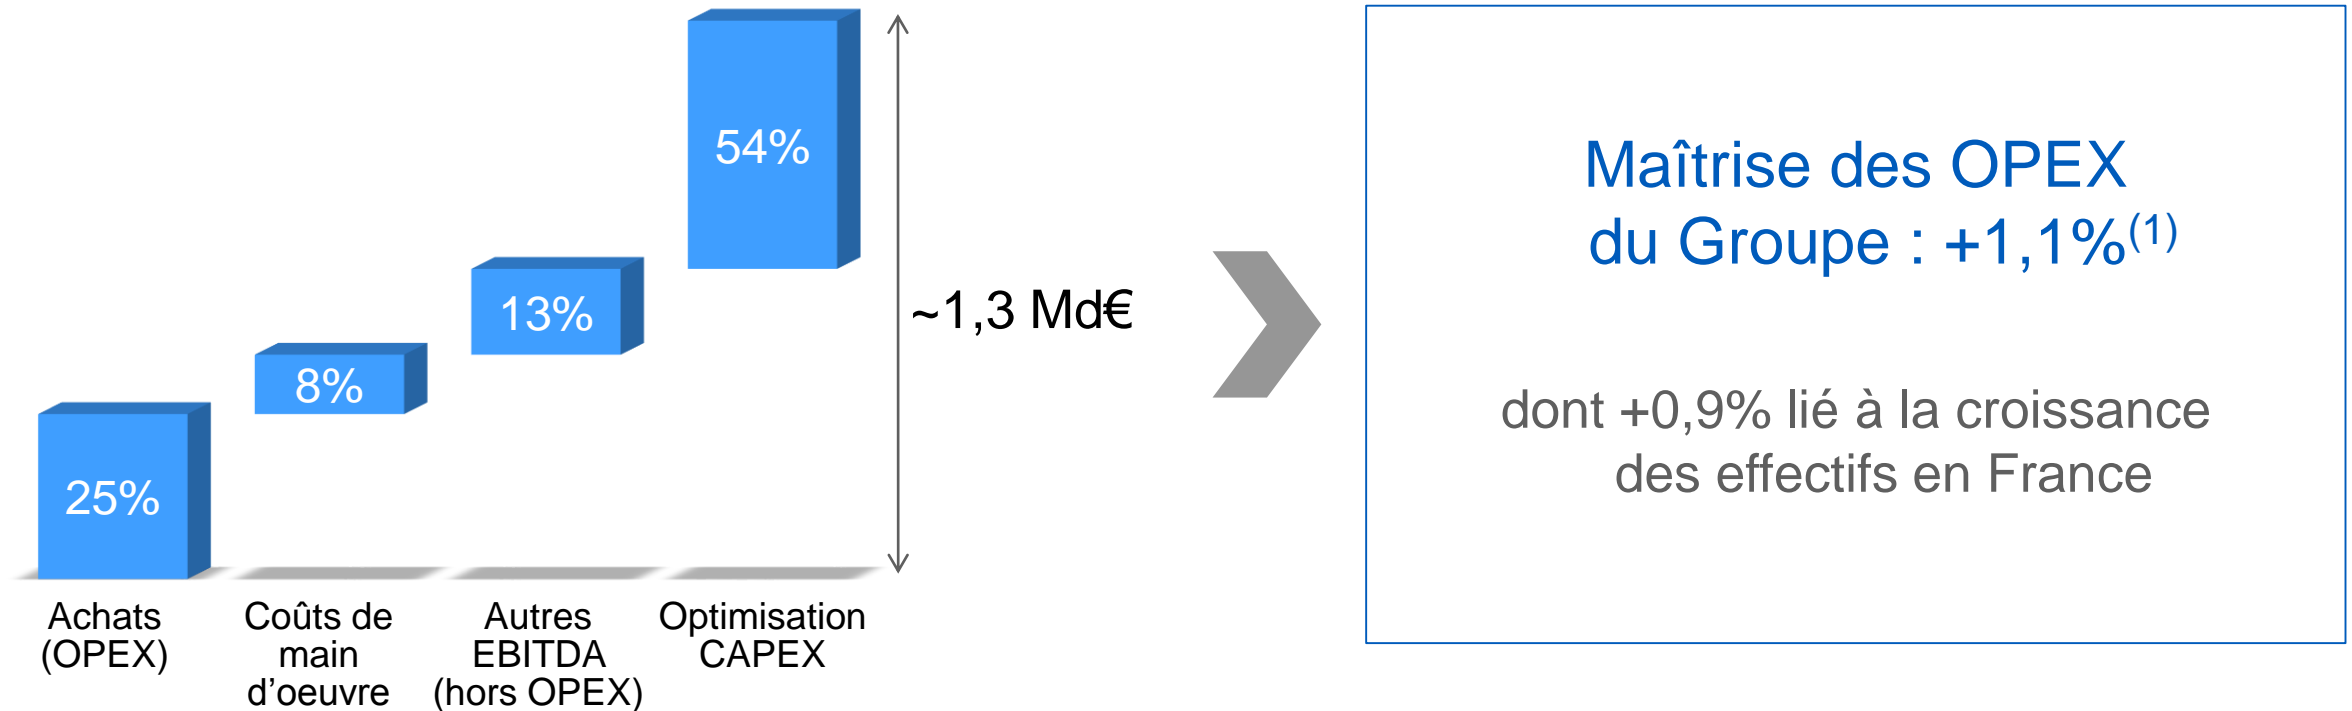 54%
13%
8%
25%
~1,3 Md€
Achats
(OPEX)
Coûts de
main
d’oeuvre
Autres
EBITDA
(hors OPEX)
Optimisation
CAPEX
Maîtrise des OPEX
du Groupe : +1,1%(1)
dont +0,9% lié à la croissance
des effectifs en France